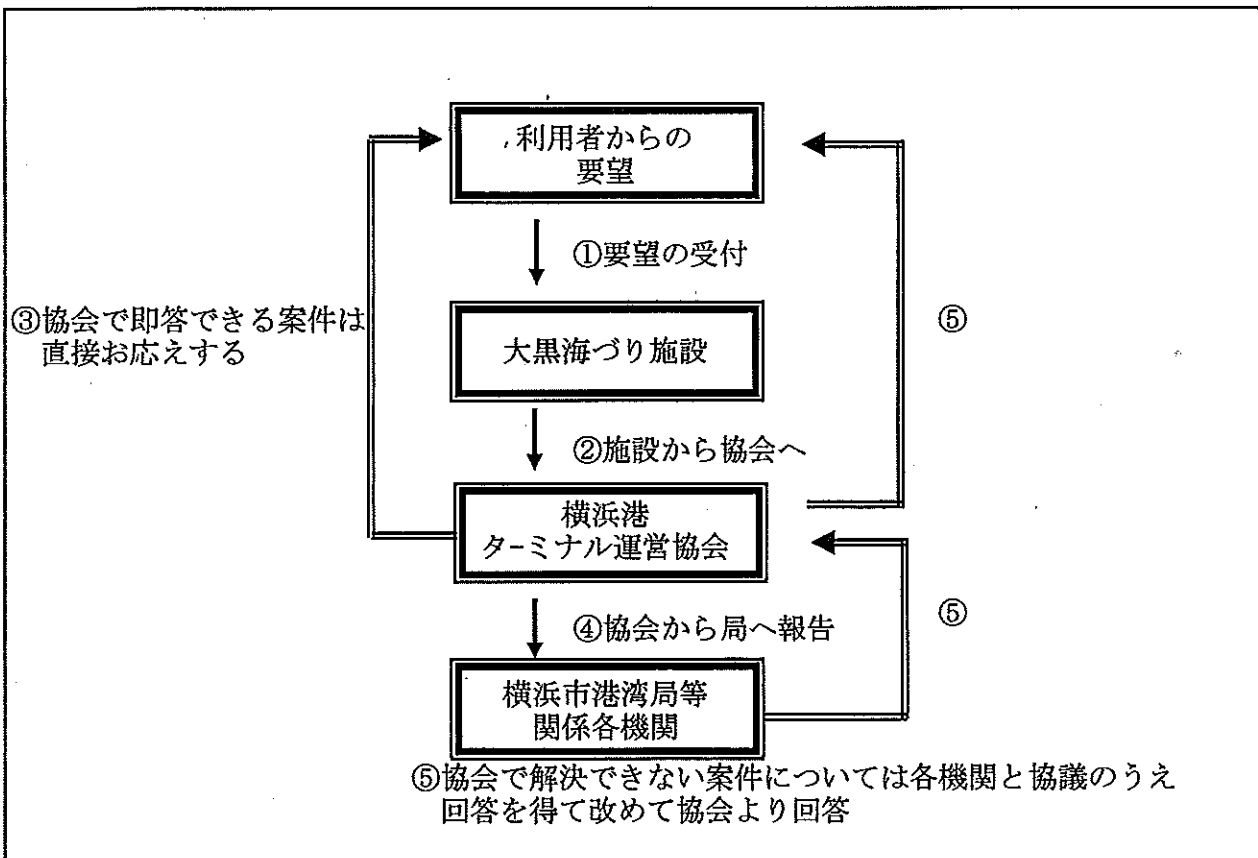 利用者からの
要望
①要望の受付
③協会で即答できる案件は
直接お応えする
⑤
大黒海づり施設
②施設から協会へ
横浜港
ターミナル運営協会
⑤
④協会から局へ報告
横浜市港湾局等
関係各機関
⑤協会で解決できない案件については各機関と協議のうえ
回答を得て改めて協会より回答